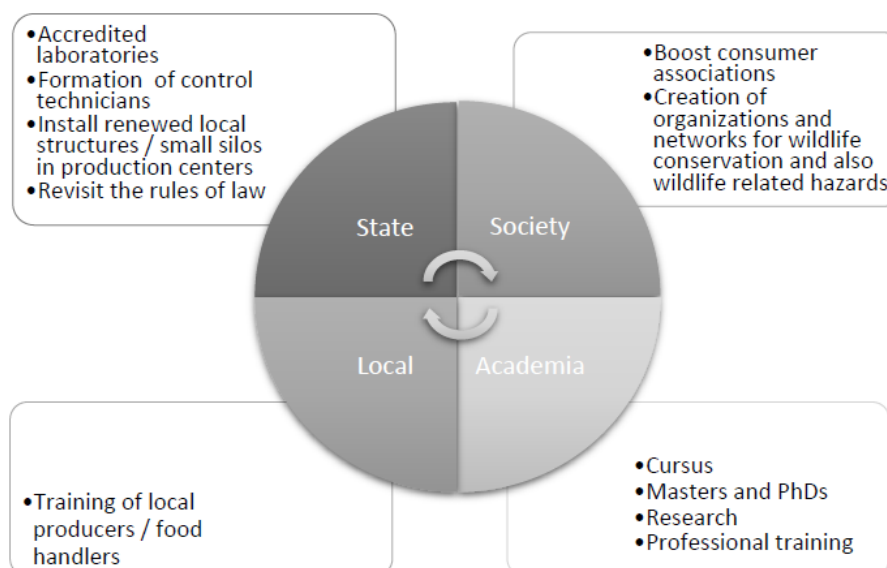 •Accredited
laboratories
•Formation of control
technicians
•Install renewed local
structures / small silos
in production centers
•Revisit the rules of law
•Boost consumer
associations
•Creation of
organizations and
networks for wildlife
conservation and also
wildlife related hazards
State
Society
Local
Academia
•Training of local
producers / food
handlers
•Cursus
•Masters and PhDs
•Research
•Professional training